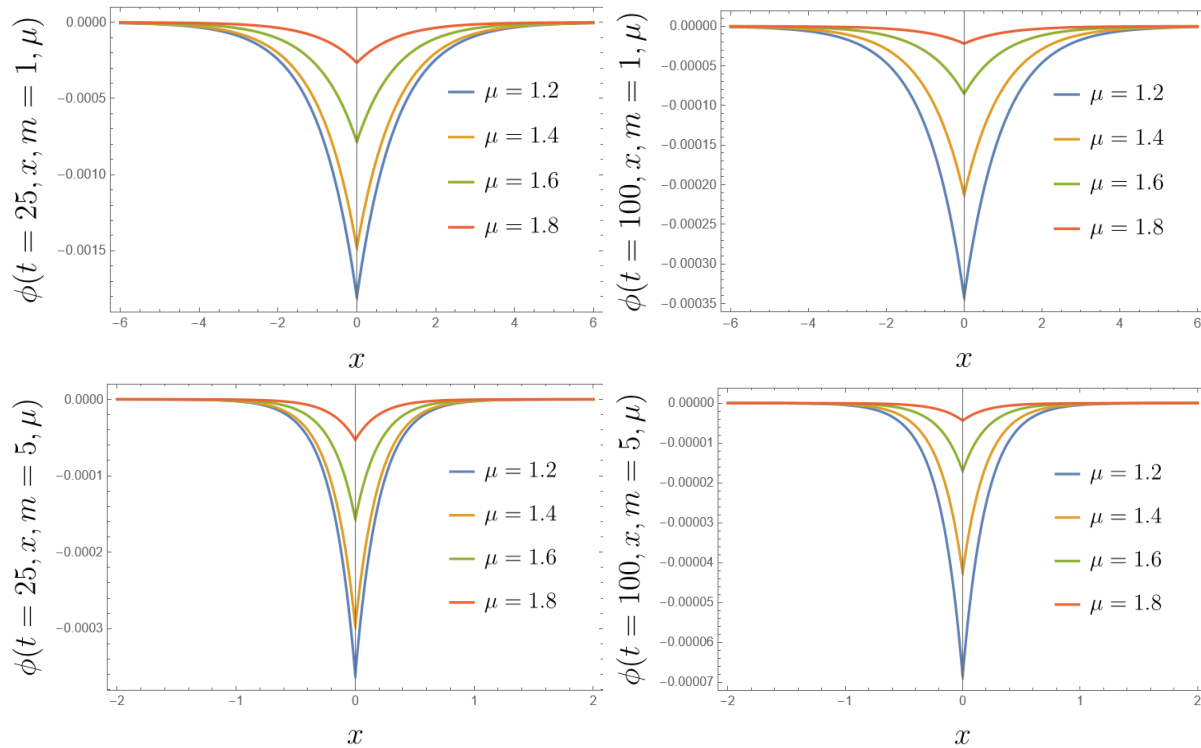 ϕ(t = 25, x, m = 1, μ)
0.0000
−0.0005
−0.0010
−0.0015
−6
−4
−2
0
2
4
6
x
μ = 1.2
μ = 1.4
μ = 1.6
μ = 1.8
ϕ(t = 100, x, m = 1, μ)
0.00000
−0.00005
−0.00010
−0.00015
−0.00020
−0.00025
−0.00030
−0.00035
−6
−4
−2
0
2
4
6
x
μ = 1.2
μ = 1.4
μ = 1.6
μ = 1.8
ϕ(t = 25, x, m = 5, μ)
0.0000
−0.0001
−0.0002
−0.0003
−2
−1
0
1
2
x
μ = 1.2
μ = 1.4
μ = 1.6
μ = 1.8
ϕ(t = 100, x, m = 5, μ)
0.00000
−0.00001
−0.00002
−0.00003
−0.00004
−0.00005
−0.00006
−0.00007
−2
−1
0
1
2
x
μ = 1.2
μ = 1.4
μ = 1.6
μ = 1.8